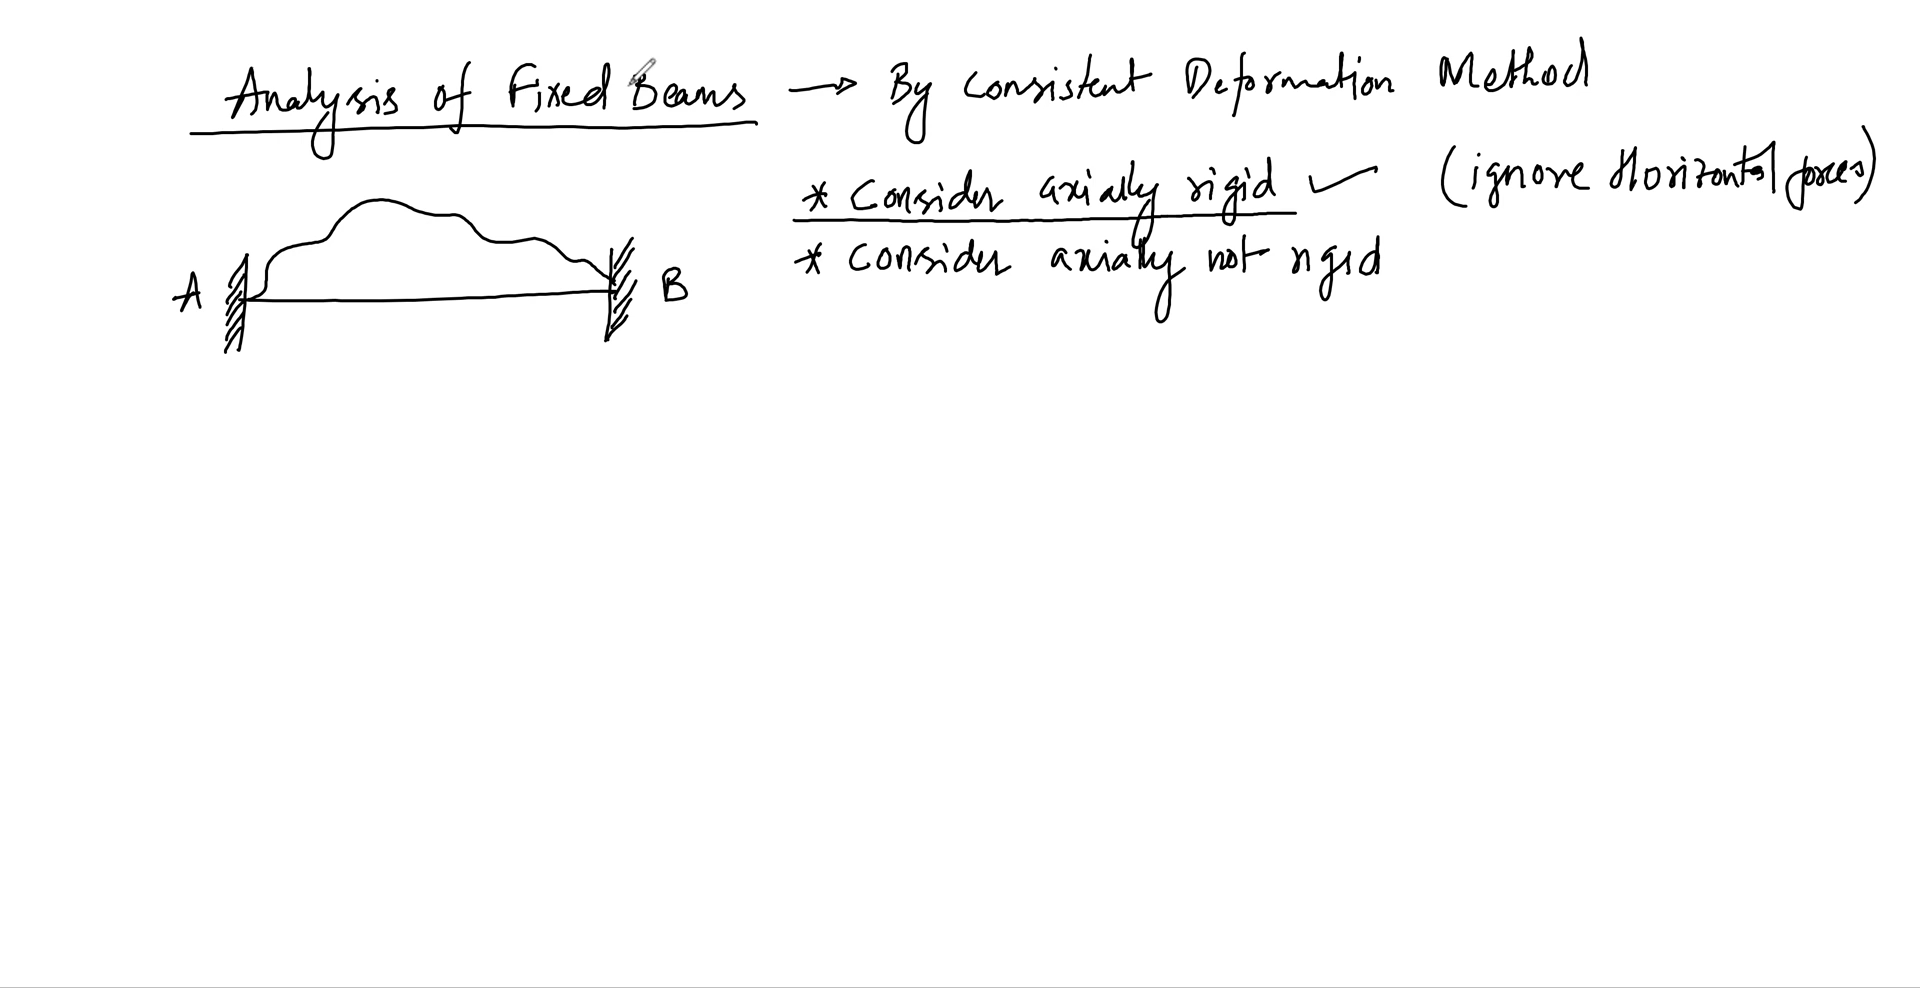 Analysis of Fixed Beams → By Consistent Deformation Method
* Consider axially rigid ✓ (ignore Horizontal forces)
* Consider axially not rigid
A B